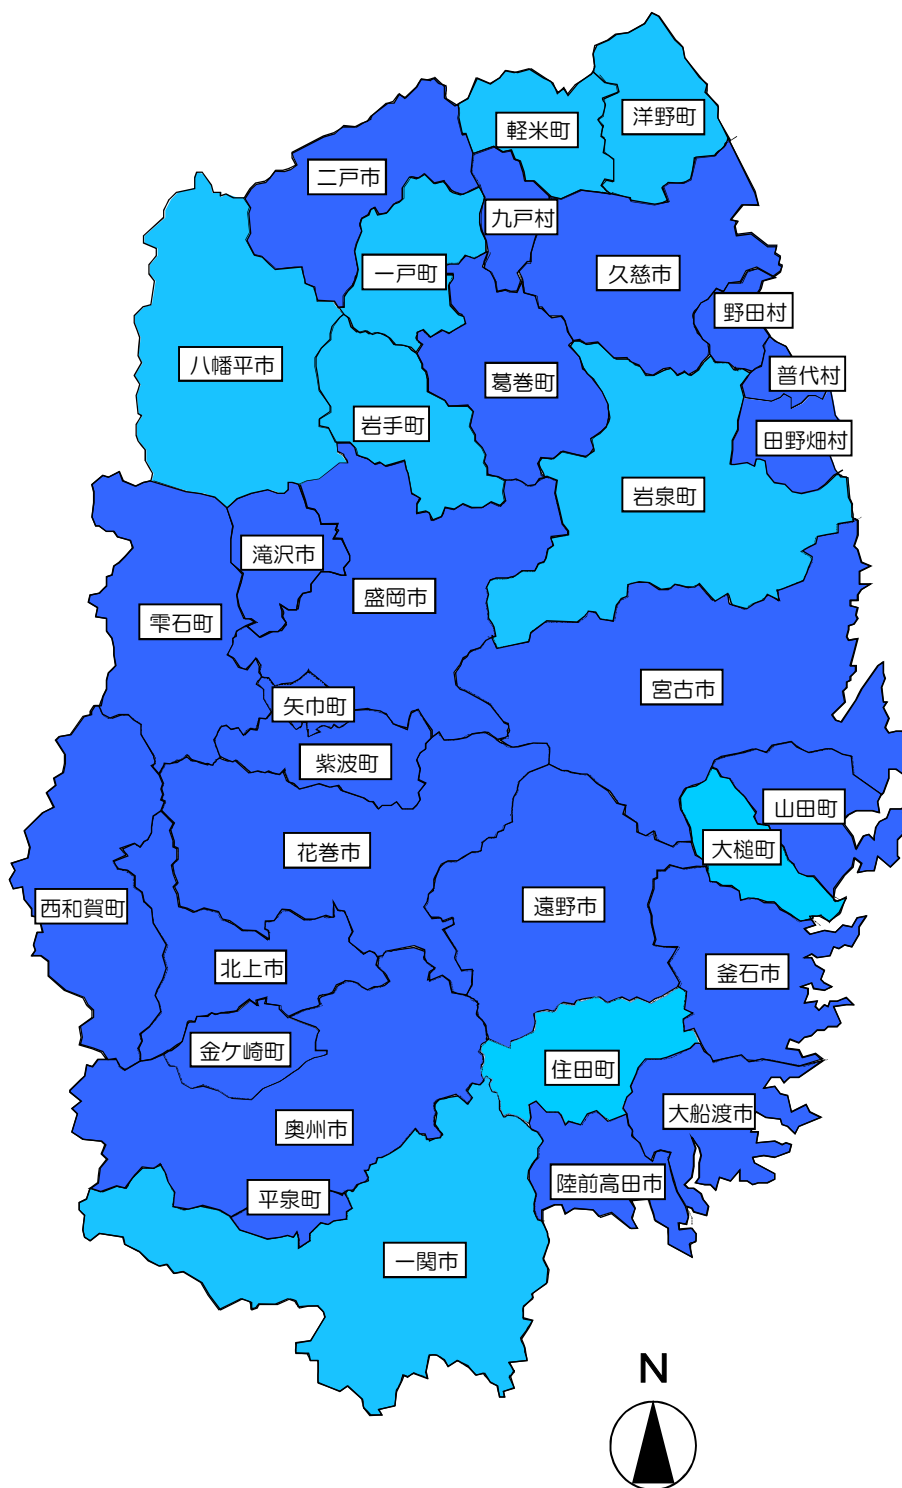 洋野町
軽米町
二戸市
九戸村
一戸町
久慈市
野田村
八幡平市
葛巻町
普代村
岩手町
田野畑村
岩泉町
滝沢市
盛岡市
雫石町
宮古市
矢巾町
紫波町
山田町
花巻市
大槌町
西和賀町
遠野市
北上市
釜石市
金ケ崎町
住田町
大船渡市
奥州市
陸前高田市
平泉町
一関市
N